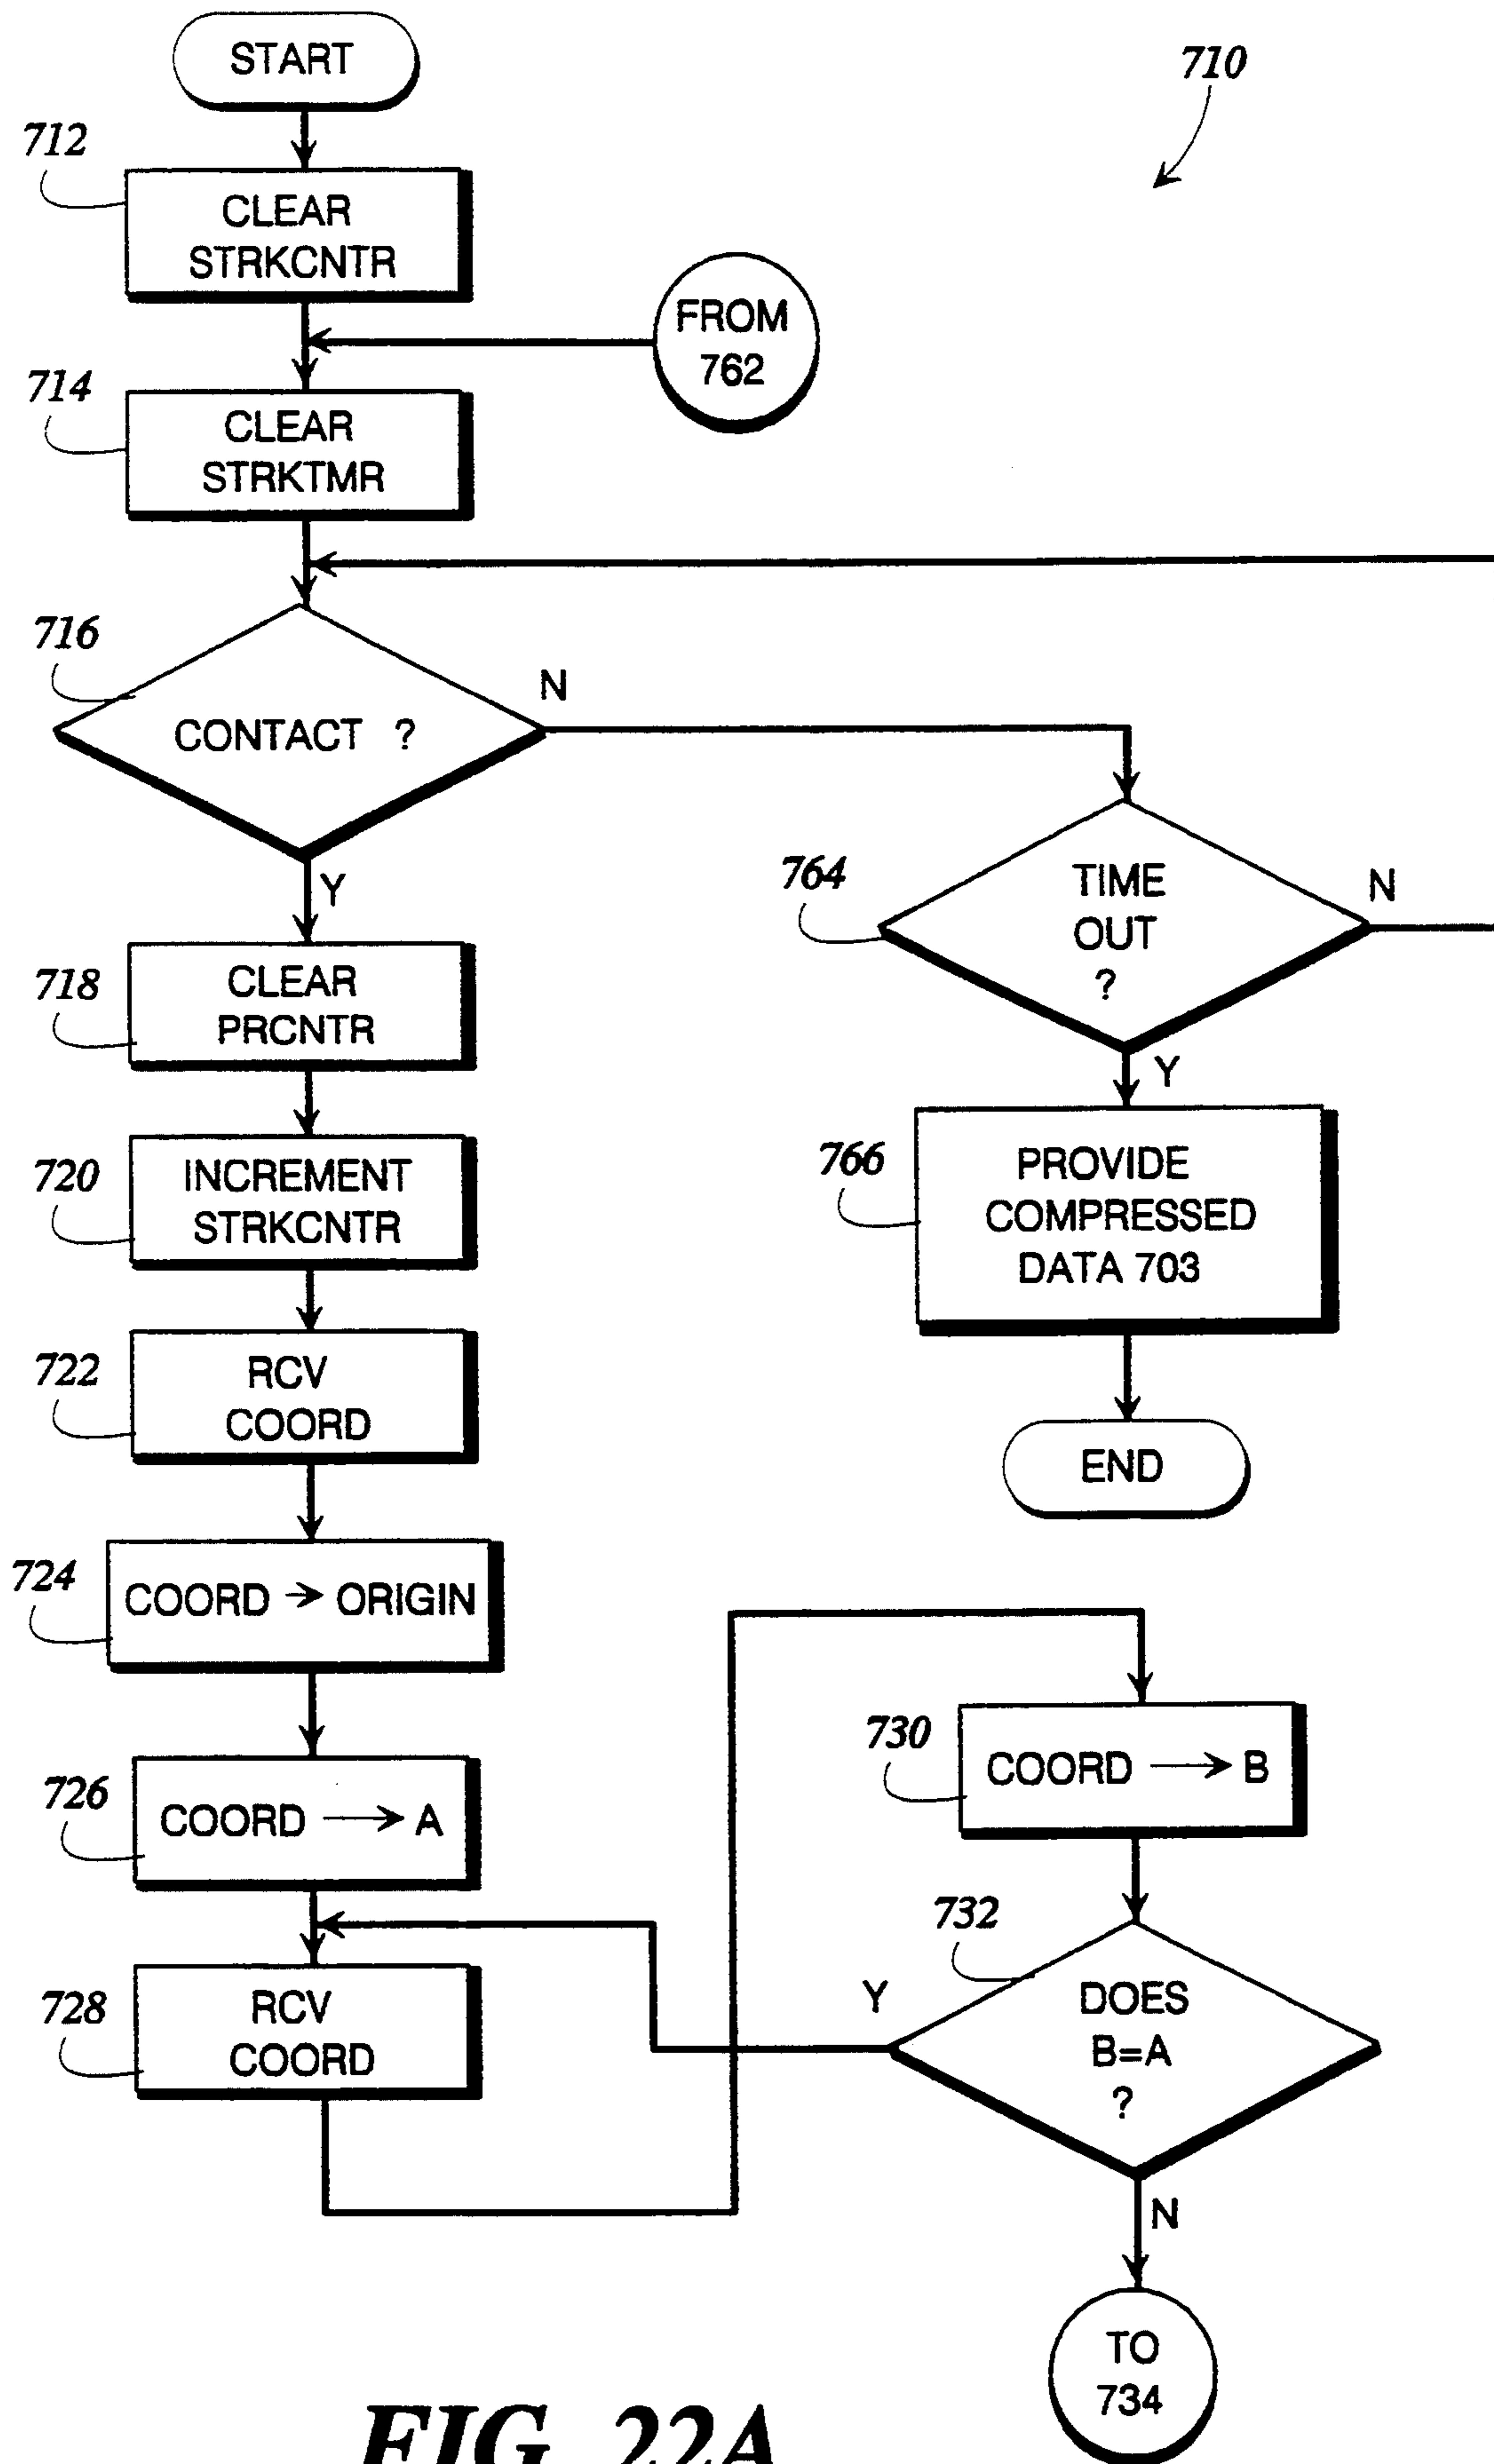 START
710
712
CLEAR
STRKCNTR
FROM
762
714
CLEAR
STRKTMR
716
CONTACT ?
N
Y
764
TIME
OUT
?
N
Y
718
CLEAR
PRCNTR
720
INCREMENT
STRKCNTR
766
PROVIDE
COMPRESSED
DATA 703
722
RCV
COORD
END
724
COORD → ORIGIN
726
COORD → A
730
COORD → B
728
RCV
COORD
732
DOES
B=A
?
Y
N
TO
734
FIG. 22A